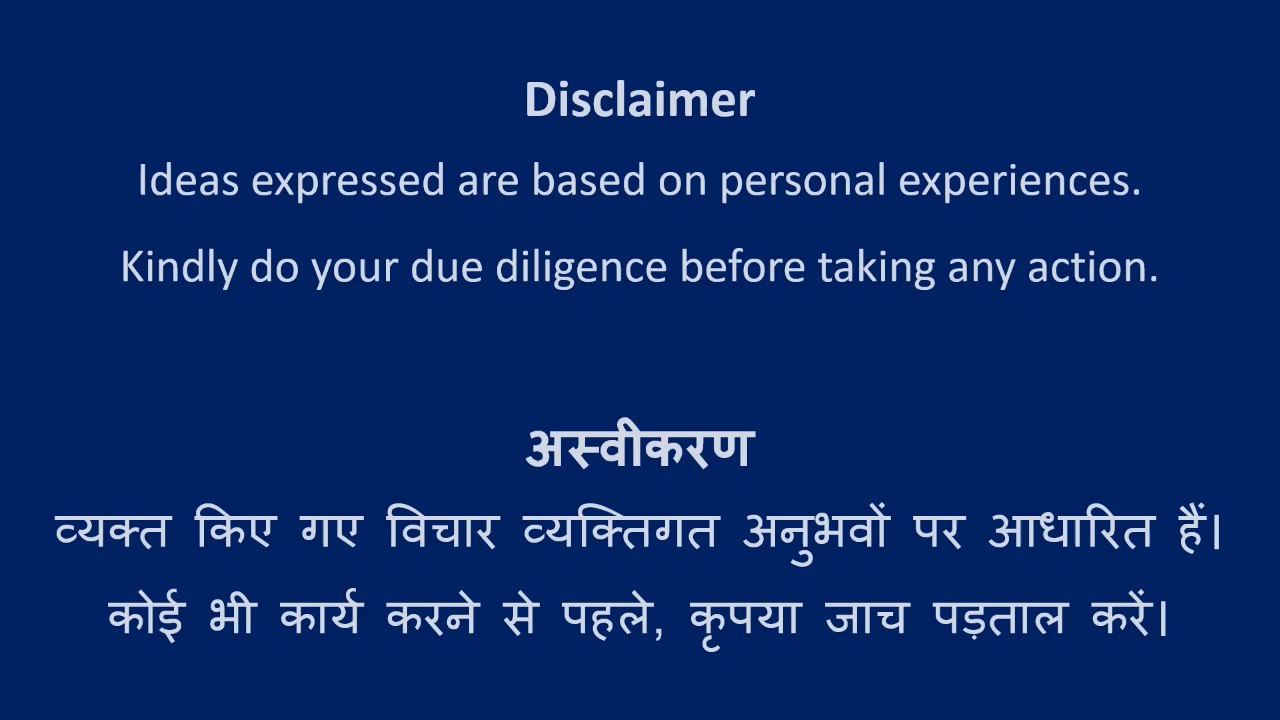 Disclaimer
Ideas expressed are based on personal experiences.
Kindly do your due diligence before taking any action.
अस्वीकरण
व्यक्त किए गए विचार व्यक्तिगत अनुभवों पर आधारित हैं।
कोई भी कार्य करने से पहले, कृपया जाच पड़ताल करें।